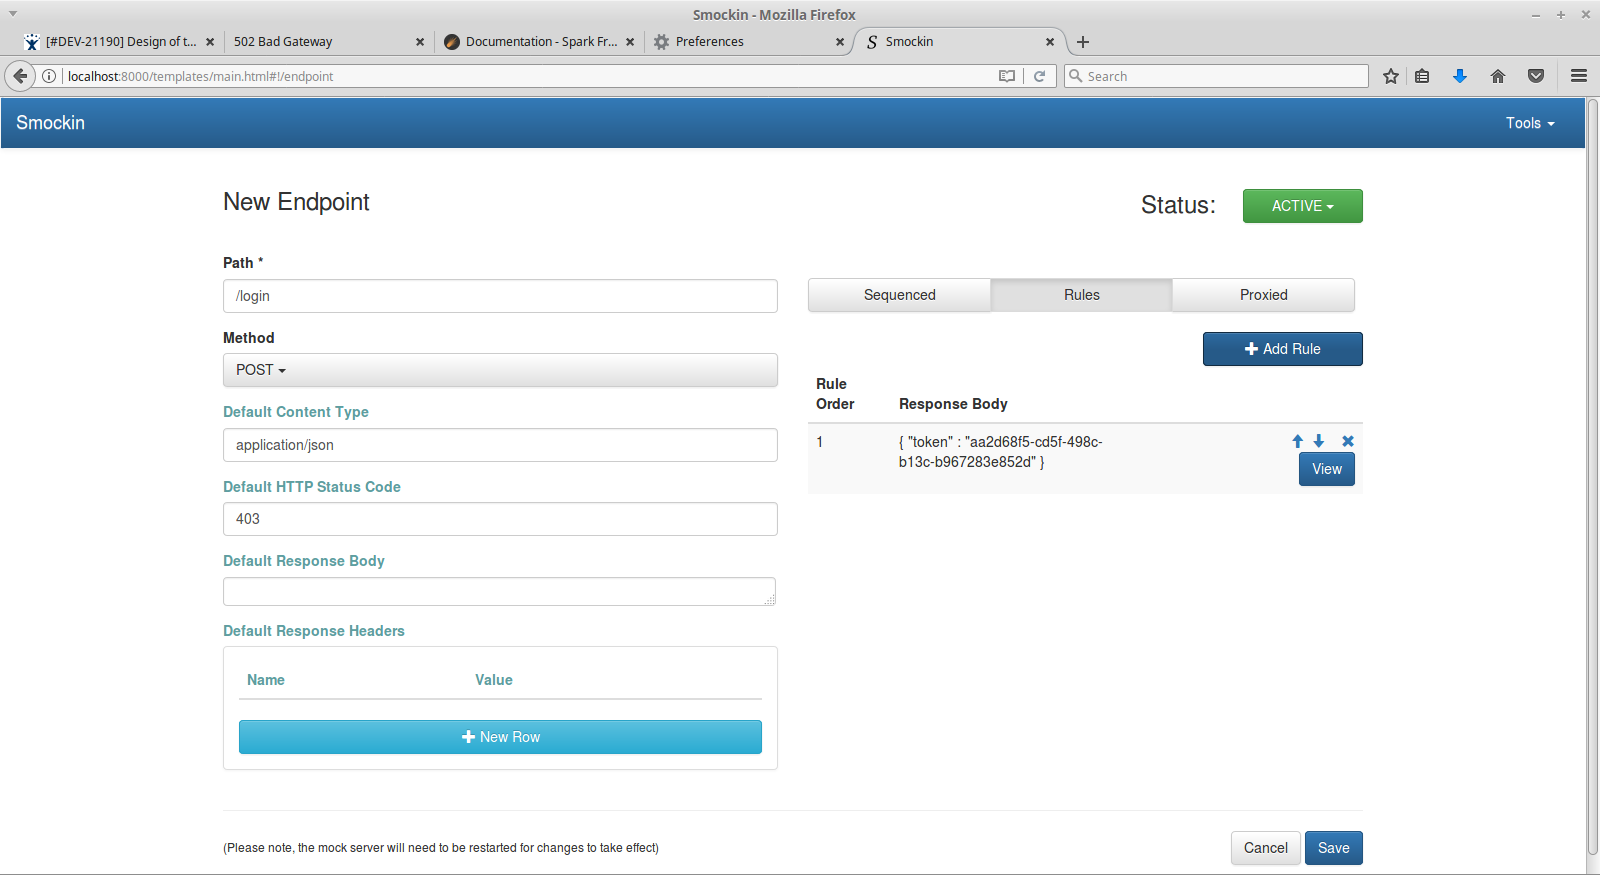 Smockin - Mozilla Firefox
[#DEV-21190] Design of t...
502 Bad Gateway
Documentation - Spark Fr...
Preferences
Smockin
localhost:8000/templates/main.html#!/endpoint
Search
Smockin
Tools
New Endpoint
Status:
ACTIVE
Path *
/login
Method
POST
Default Content Type
application/json
Default HTTP Status Code
403
Default Response Body
Default Response Headers
Name Value
New Row
Sequenced
Rules
Proxied
Add Rule
Rule
Order
Response Body
1
{ "token" : "aa2d68f5-cd5f-498c-
b13c-b967283e852d" }
View
(Please note, the mock server will need to be restarted for changes to take effect)
Cancel
Save